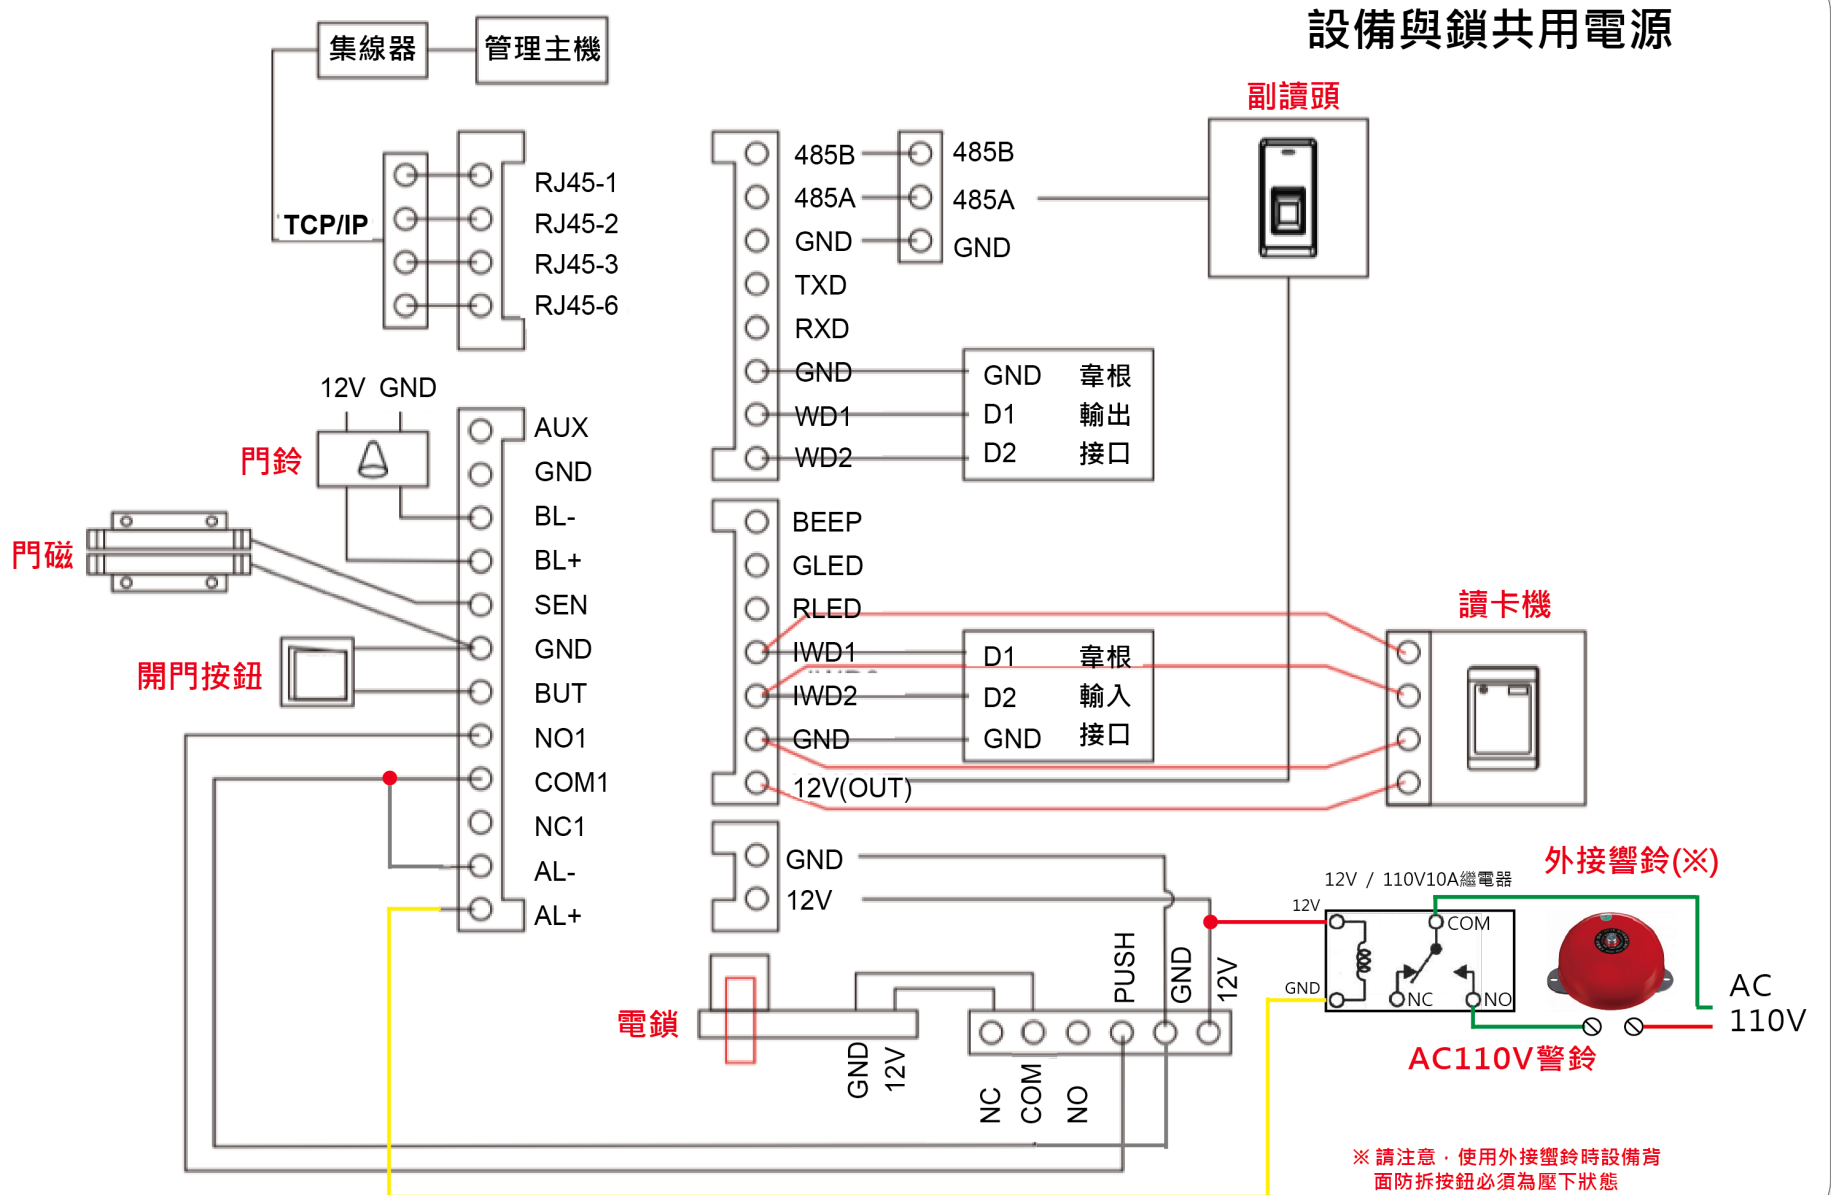 設備與鎖共用電源
集線器
管理主機
副讀頭
TCP/IP
RJ45-1
RJ45-2
RJ45-3
RJ45-6
485B
485A
GND
TXD
RXD
GND
WD1
WD2
485B
485A
GND
GND 韋根
D1 輸出
D2 接口
12V GND
門鈴
門磁
開門按鈕
AUX
GND
BL-
BL+
SEN
GND
BUT
NO1
COM1
NC1
AL-
AL+
BEEP
GLED
RLED
IWD1
IWD2
GND
12V(OUT)
D1 韋根
D2 輸入
GND 接口
讀卡機
GND
12V
電鎖
GND
12V
PUSH
GND
12V
NC
COM
NO
外接響鈴(※)
12V / 110V10A繼電器
12V
GND
COM
NC
NO
AC
110V
AC110V警鈴
※ 請注意，使用外接響鈴時設備背
面防拆按鈕必須為壓下狀態